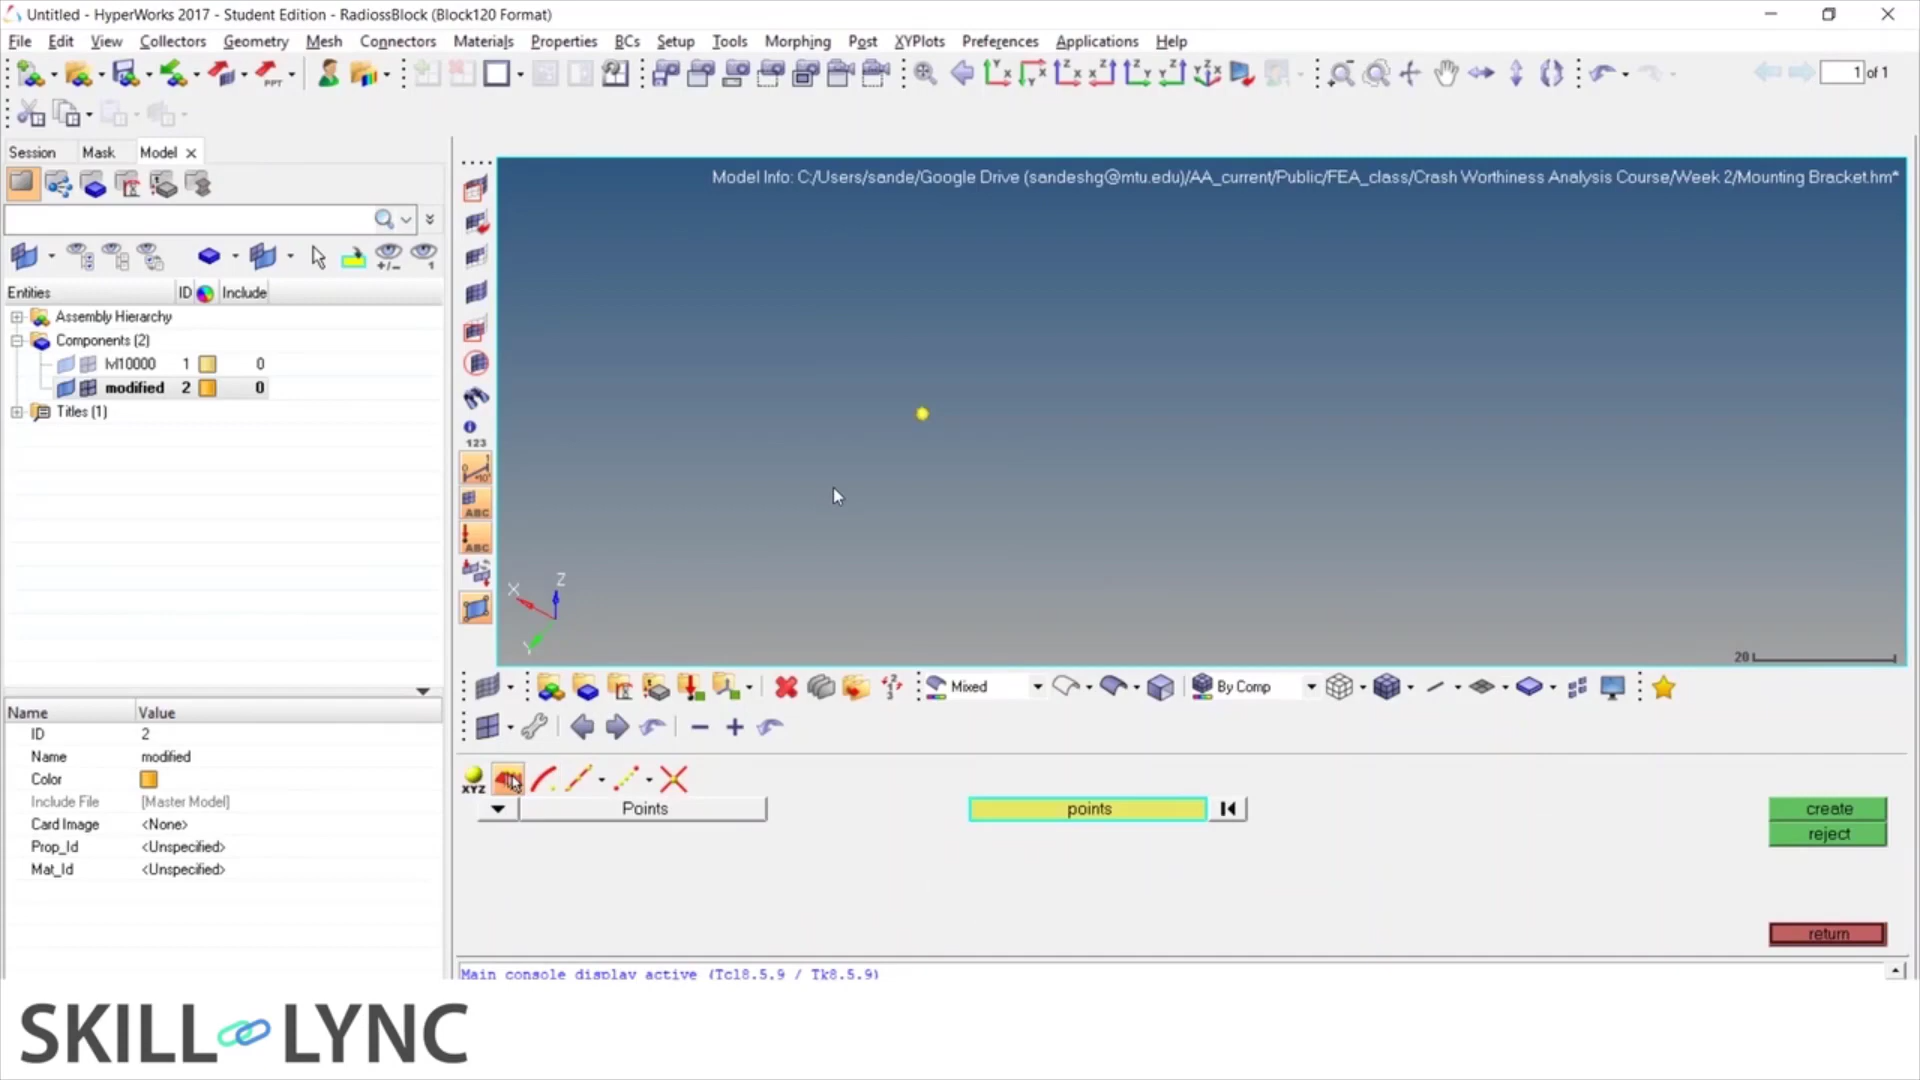 Untitled - HyperWorks 2017 - Student Edition - RadiossBlock (Block120 Format)
File Edit View Collectors Geometry Mesh Connectors Materials Properties BCs Setup Tools Morphing Post XYPlots Preferences Applications Help
1 of 1
Session Mask Model
Model Info: C:/Users/sande/Google Drive (sandeshg@mtu.edu)/AA_current/Public/FEA_class/Crash Worthiness Analysis Course/Week 2/Mounting Bracket.hm*
Entities ID Include
Assembly Hierarchy
Components (2)
lvl10000 1 0
modified 2 0
Titles (1)
123
ABC
ABC
X Z
Y
20
Mixed By Comp
Name Value
ID 2
Name modified
Color
Include File [Master Model]
Card Image <None>
Prop_Id <Unspecified>
Mat_Id <Unspecified>
XYZ
Points points create
reject
return
Main console display active (Tcl8.5.9 / Tk8.5.9)
SKILL LYNC